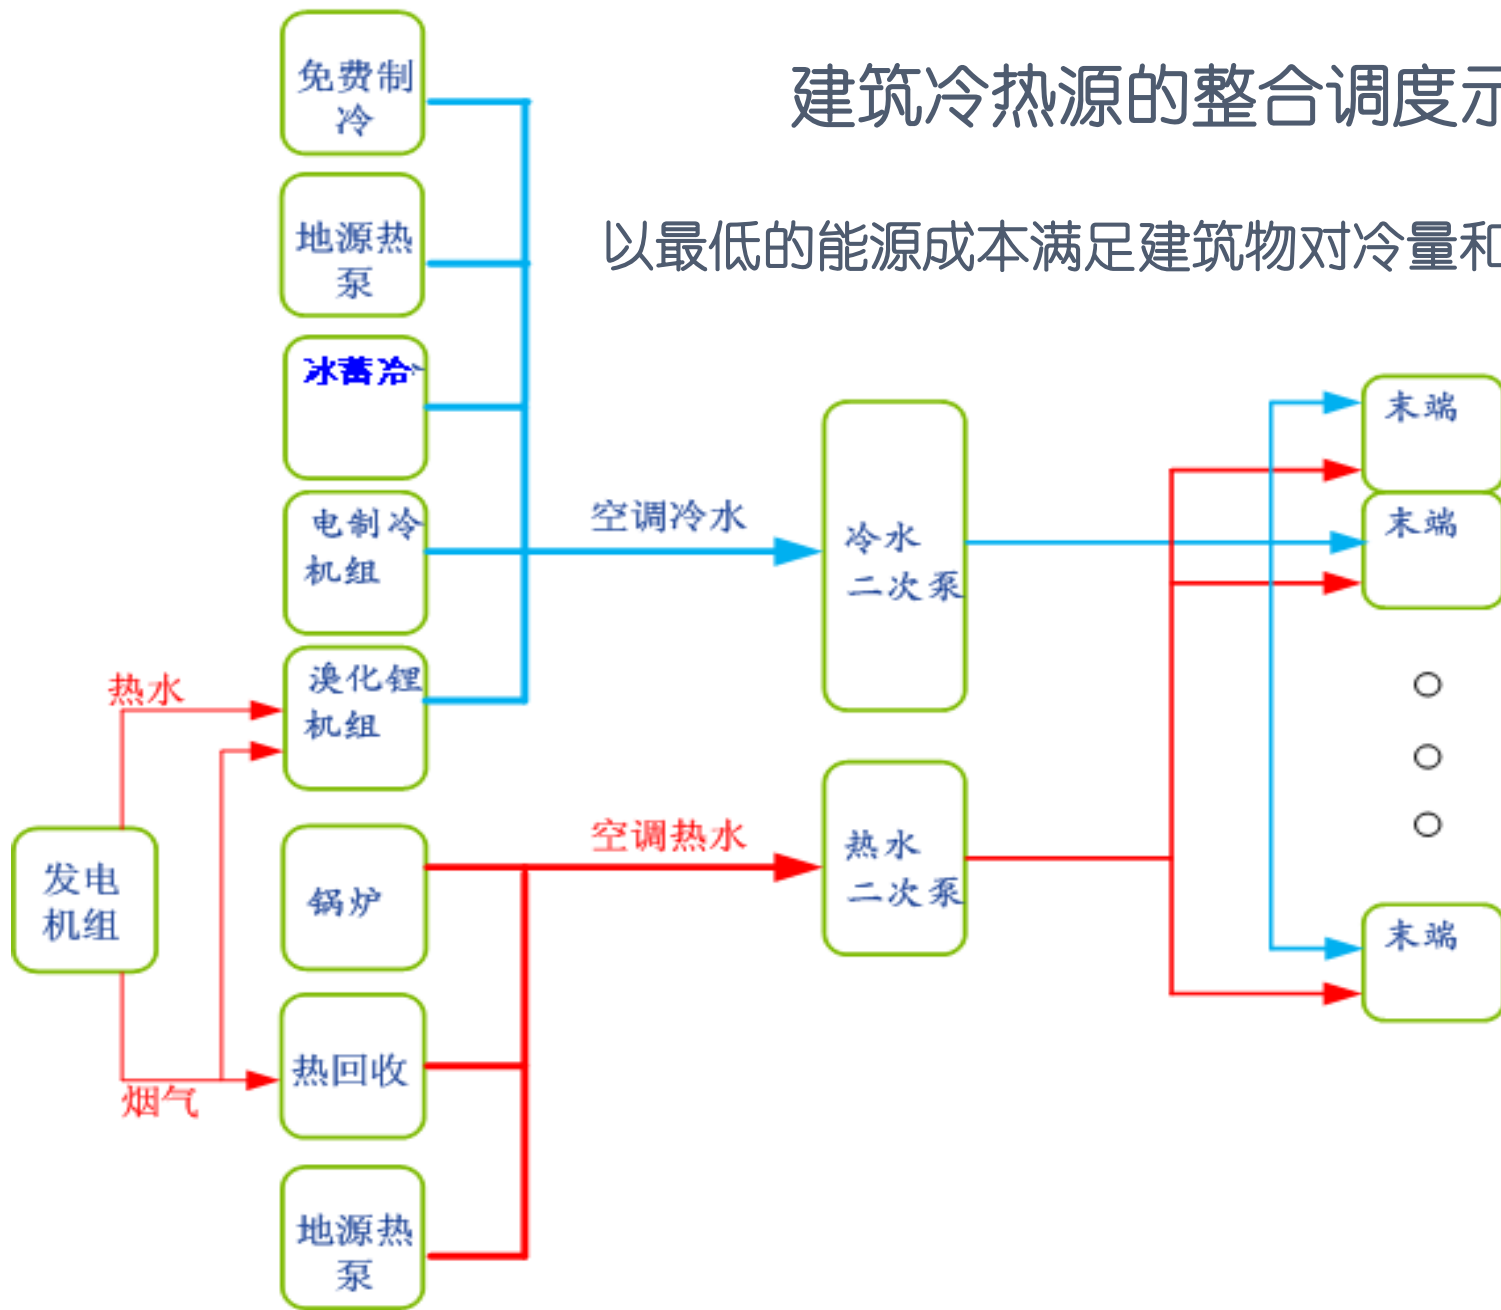 建筑冷热源的整合调度示
以最低的能源成本满足建筑物对冷量和
免费制
冷
地源热
泵
冰蓄冷
电制冷
机组
溴化锂
机组
热水
发电
机组
烟气
锅炉
热回收
地源热
泵
空调冷水
空调热水
冷水
二次泵
热水
二次泵
末端
末端
末端